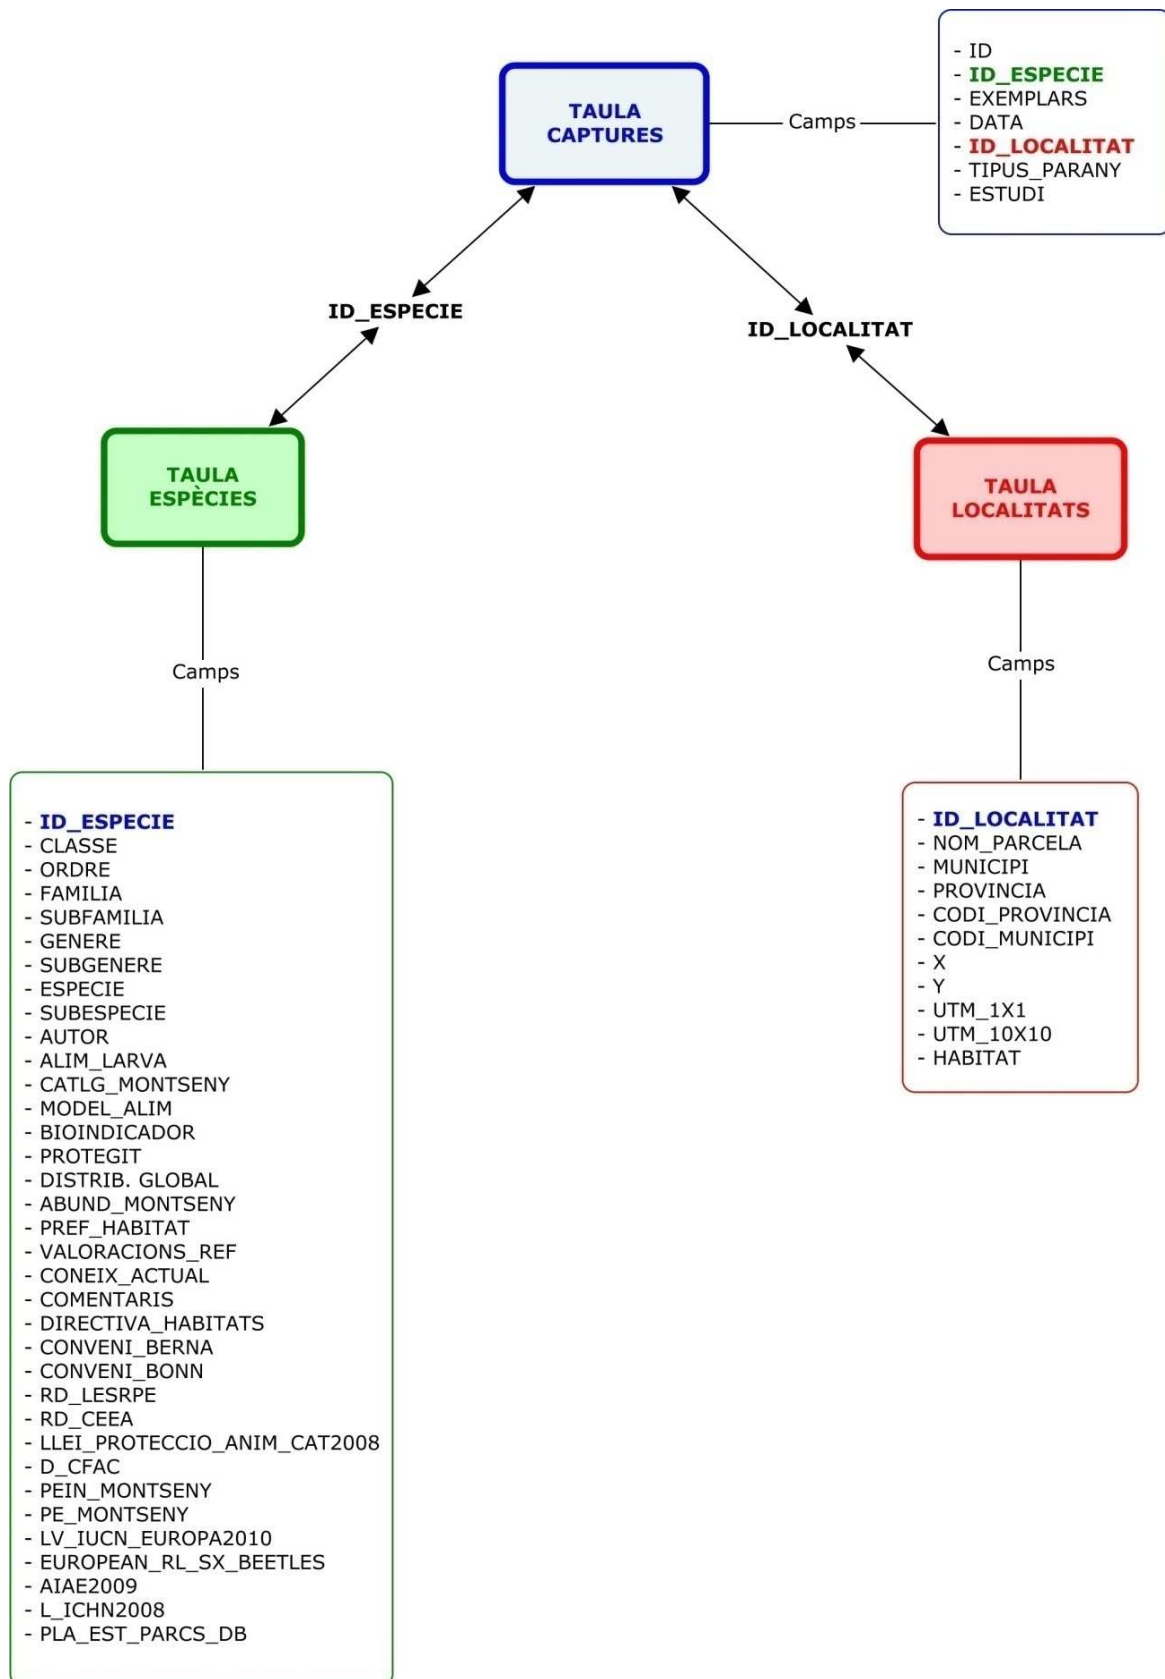 TAULA
CAPTURES
Camps
- ID
- ID_ESPECIE
- EXEMPLARS
- DATA
- ID_LOCALITAT
- TIPUS_PARANY
- ESTUDI
ID_ESPECIE
ID_LOCALITAT
TAULA
ESPÈCIES
TAULA
LOCALITATS
Camps
Camps
- ID_ESPECIE
- CLASSE
- ORDRE
- FAMILIA
- SUBFAMILIA
- GENERE
- SUBGENERE
- ESPECIE
- SUBESPECIE
- AUTOR
- ALIM_LARVA
- CATLG_MONTSENY
- MODEL_ALIM
- BIOINDICADOR
- PROTEGIT
- DISTRIB. GLOBAL
- ABUND_MONTSENY
- PREF_HABITAT
- VALORACIONS_REF
- CONEIX_ACTUAL
- COMENTARIS
- DIRECTIVA_HABITATS
- CONVENI_BERNA
- CONVENI_BONN
- RD_LESRPE
- RD_CEEA
- LLEI_PROTECCIO_ANIM_CAT2008
- D_CFAC
- PEIN_MONTSENY
- PE_MONTSENY
- LV_IUCN_EUROPA2010
- EUROPEAN_RL_SX_BEETLES
- AIAE2009
- L_ICHN2008
- PLA_EST_PARCS_DB
- ID_LOCALITAT
- NOM_PARCELA
- MUNICIPI
- PROVINCIA
- CODI_PROVINCIA
- CODI_MUNICIPI
- X
- Y
- UTM_1X1
- UTM_10X10
- HABITAT